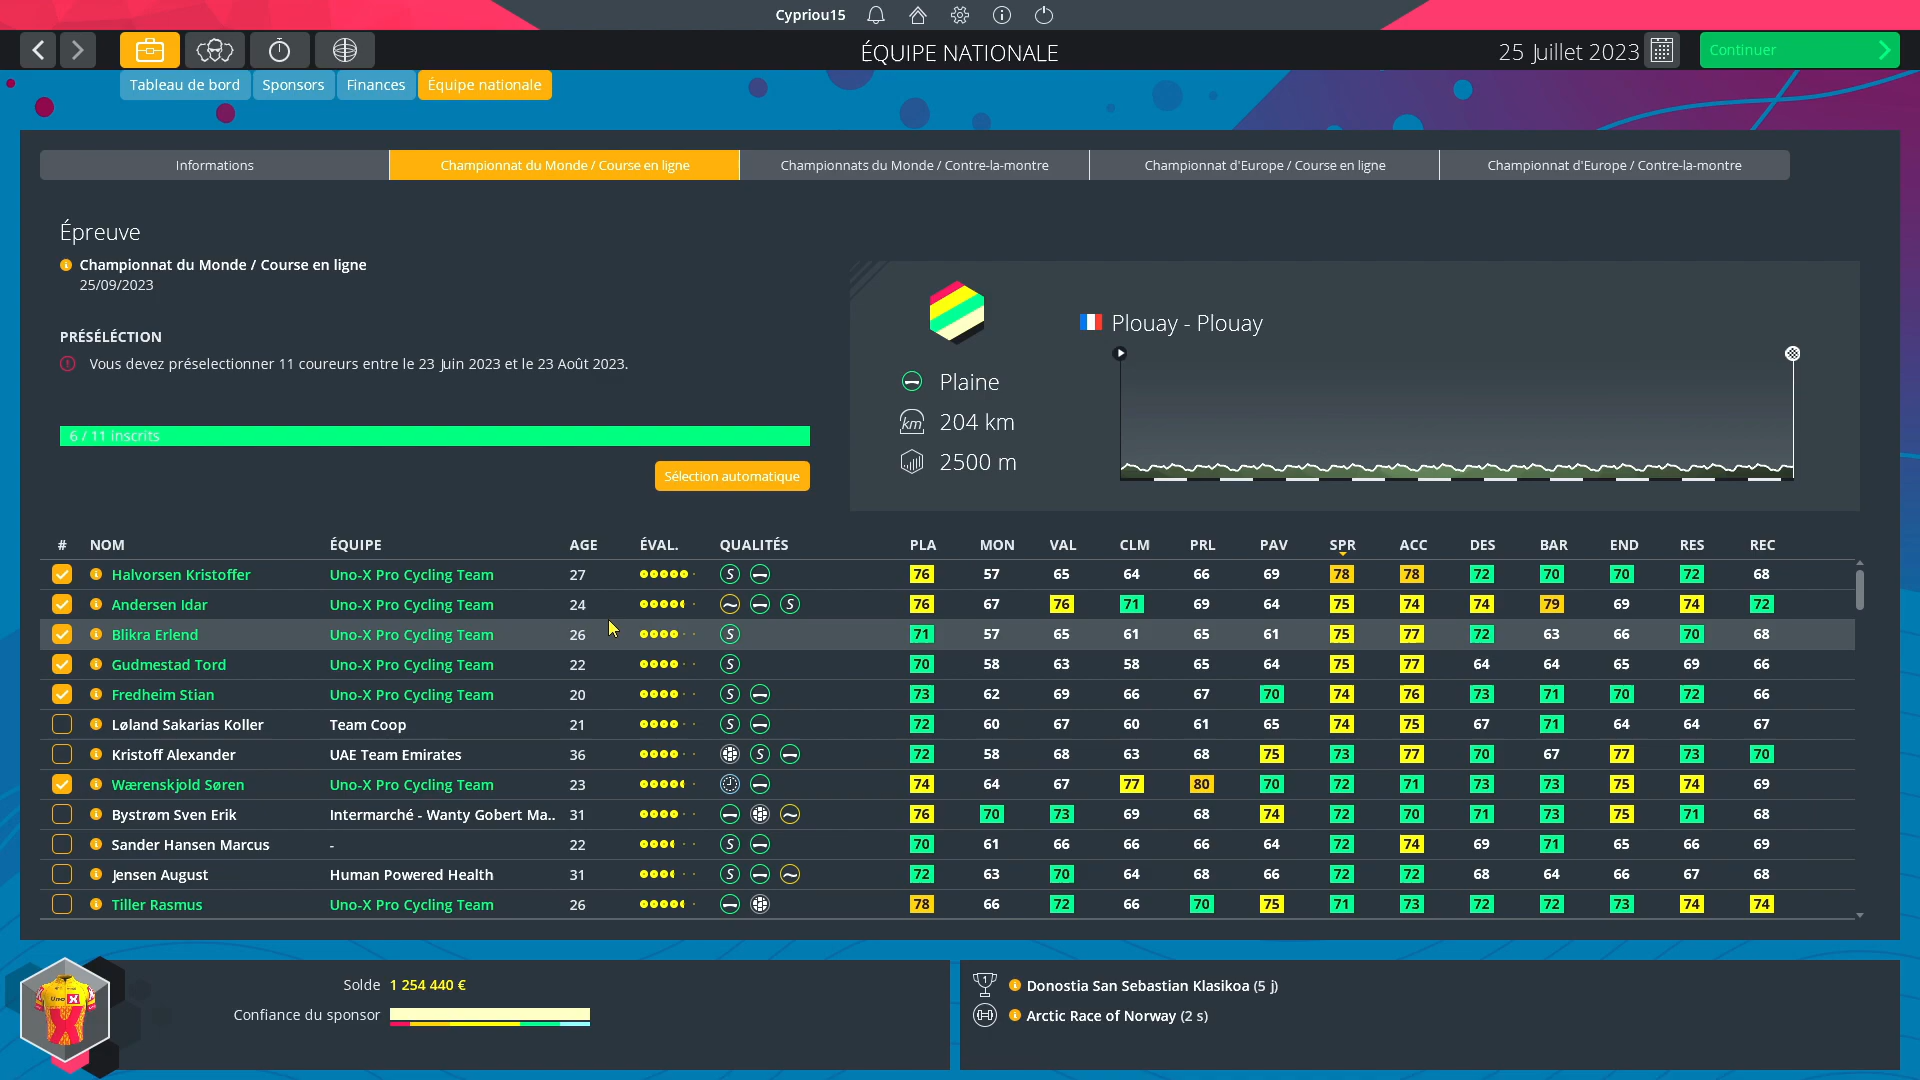 Cypriou15
ÉQUIPE NATIONALE
25 Juillet 2023
Continuer
Tableau de bord
Sponsors
Finances
Équipe nationale
Informations
Championnat du Monde / Course en ligne
Championnats du Monde / Contre-la-montre
Championnat d'Europe / Course en ligne
Championnat d'Europe / Contre-la-montre
Épreuve
Championnat du Monde / Course en ligne
25/09/2023
PRÉSÉLÉCTION
Vous devez préselectionner 11 coureurs entre le 23 Juin 2023 et le 23 Août 2023.
6 / 11 inscrits
Sélection automatique
Plouay - Plouay
Plaine
km 204 km
2500 m
# NOM ÉQUIPE AGE ÉVAL. QUALITÉS PLA MON VAL CLM PRL PAV SPR ACC DES BAR END RES REC
Halvorsen Kristoffer Uno-X Pro Cycling Team 27 S 76 57 65 64 66 69 78 78 72 70 70 72 68
Andersen Idar Uno-X Pro Cycling Team 24 S 76 67 76 71 69 64 75 74 74 79 69 74 72
Blikra Erlend Uno-X Pro Cycling Team 26 S 71 57 65 61 65 61 75 77 72 63 66 70 68
Gudmestad Tord Uno-X Pro Cycling Team 22 S 70 58 63 58 65 64 75 77 64 64 65 69 66
Fredheim Stian Uno-X Pro Cycling Team 20 S 73 62 69 66 67 70 74 76 73 71 70 72 66
Løland Sakarias Koller Team Coop 21 S 72 60 67 60 61 65 74 75 67 71 64 64 67
Kristoff Alexander UAE Team Emirates 36 S 72 58 68 63 68 75 73 77 70 67 77 73 70
Wærenskjold Søren Uno-X Pro Cycling Team 23 74 64 67 77 80 70 72 71 73 73 75 74 69
Bystrøm Sven Erik Intermarché - Wanty Gobert Ma.. 31 76 70 73 69 68 74 72 70 71 73 75 71 68
Sander Hansen Marcus - 22 S 70 61 66 66 66 64 72 74 69 71 65 66 69
Jensen August Human Powered Health 31 S 72 63 70 64 68 66 72 72 68 64 66 67 68
Tiller Rasmus Uno-X Pro Cycling Team 26 78 66 72 66 70 75 71 73 72 72 73 74 74
Solde 1 254 440 €
Confiance du sponsor
Uno-X
1 Donostia San Sebastian Klasikoa (5 j)
Arctic Race of Norway (2 s)